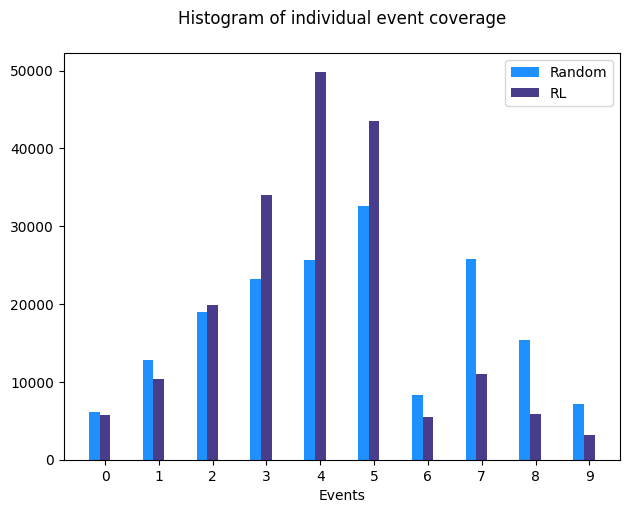 Histogram of individual event coverage
Random
RL
50000
40000
30000
20000
10000
0
0 1 2 3 4 5 6 7 8 9
Events